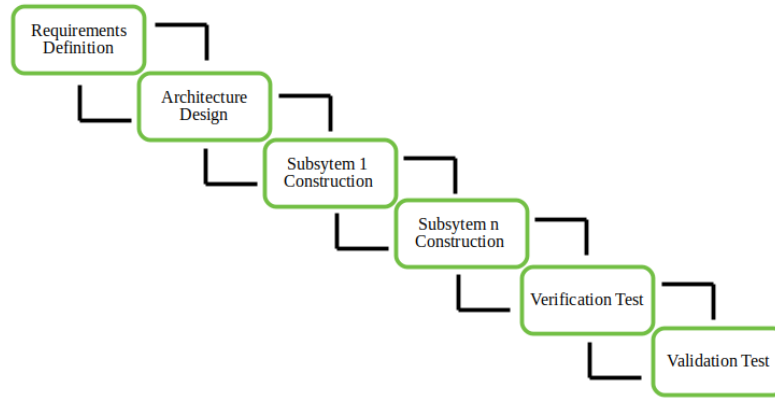 Requirements
Definition
Architecture
Design
Subsytem 1
Construction
Subsytem n
Construction
Verification Test
Validation Test